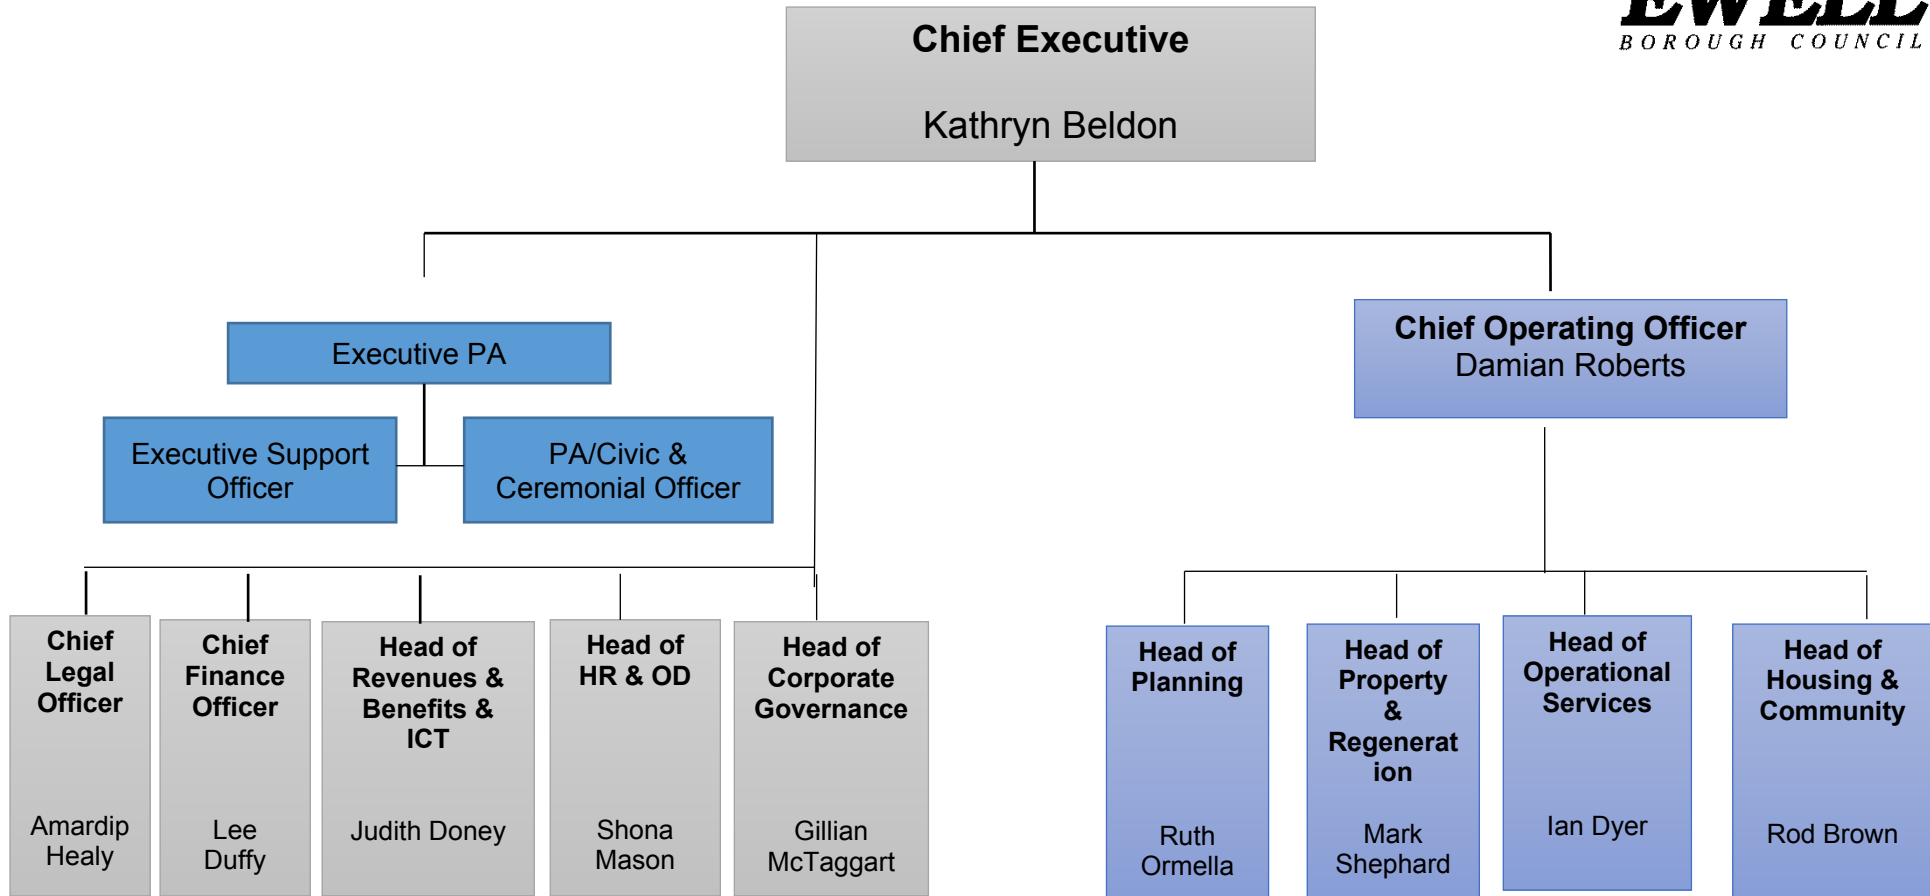 EWELL
BOROUGH COUNCIL
Chief Executive
Kathryn Beldon
Executive PA
Executive Support
Officer
PA/Civic &
Ceremonial Officer
Chief Operating Officer
Damian Roberts
Chief
Legal
Officer
Amardip
Healy
Chief
Finance
Officer
Lee
Duffy
Head of
Revenues &
Benefits &
ICT
Judith Doney
Head of
HR & OD
Shona
Mason
Head of
Corporate
Governance
Gillian
McTaggart
Head of
Planning
Ruth
Ormella
Head of
Property
&
Regenerat
ion
Mark
Shephard
Head of
Operational
Services
Ian Dyer
Head of
Housing &
Community
Rod Brown